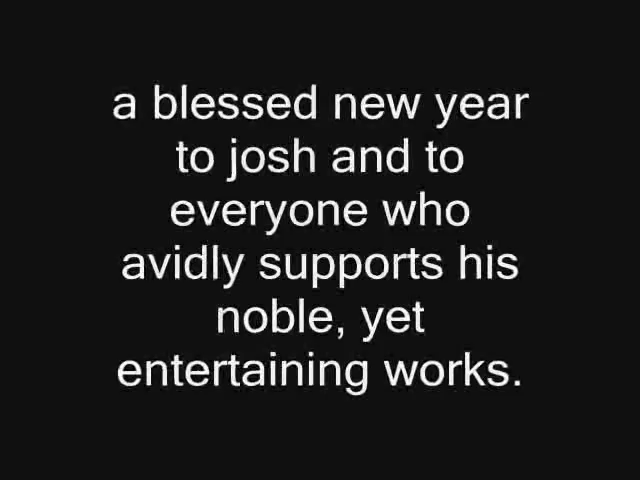 a blessed new year
to josh and to
everyone who
avidly supports his
noble, yet
entertaining works.